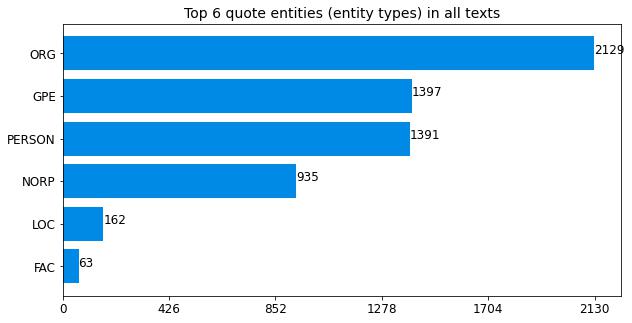 Top 6 quote entities (entity types) in all texts
ORG 2129
GPE 1397
PERSON 1391
NORP 935
LOC 162
FAC 63
0 426 852 1278 1704 2130